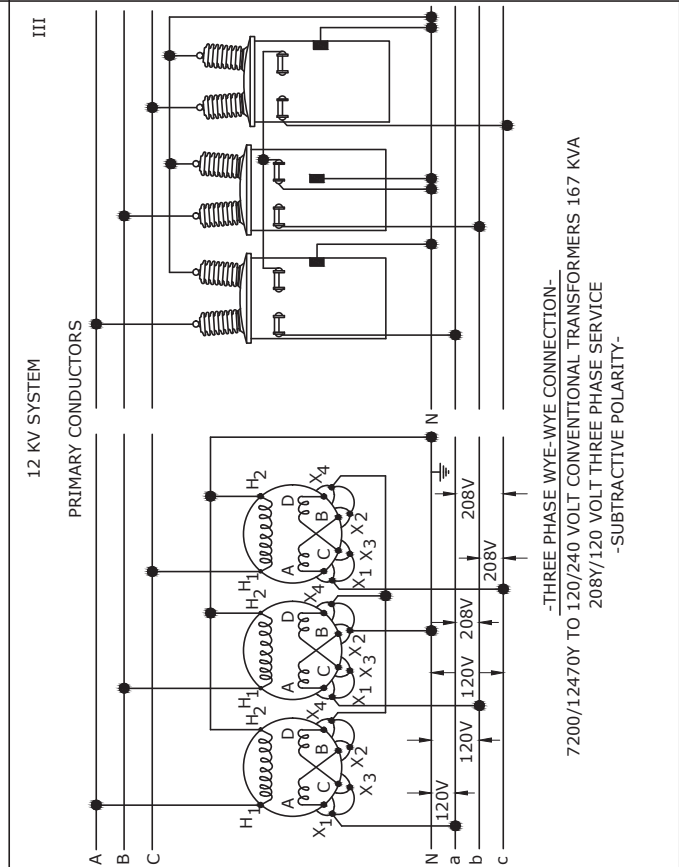 III
12 KV SYSTEM
PRIMARY CONDUCTORS
A
B
C
H1
H2
H1
H2
H1
H2
A
D
C
B
X1
X3
X2
X4
A
D
C
B
X1
X3
X2
X4
A
D
C
B
X1
X3
X2
X4
N
N
a
b
c
120V
120V
120V
208V
208V
208V
-THREE PHASE WYE-WYE CONNECTION-
7200/12470Y TO 120/240 VOLT CONVENTIONAL TRANSFORMERS 167 KVA
208Y/120 VOLT THREE PHASE SERVICE
-SUBTRACTIVE POLARITY-